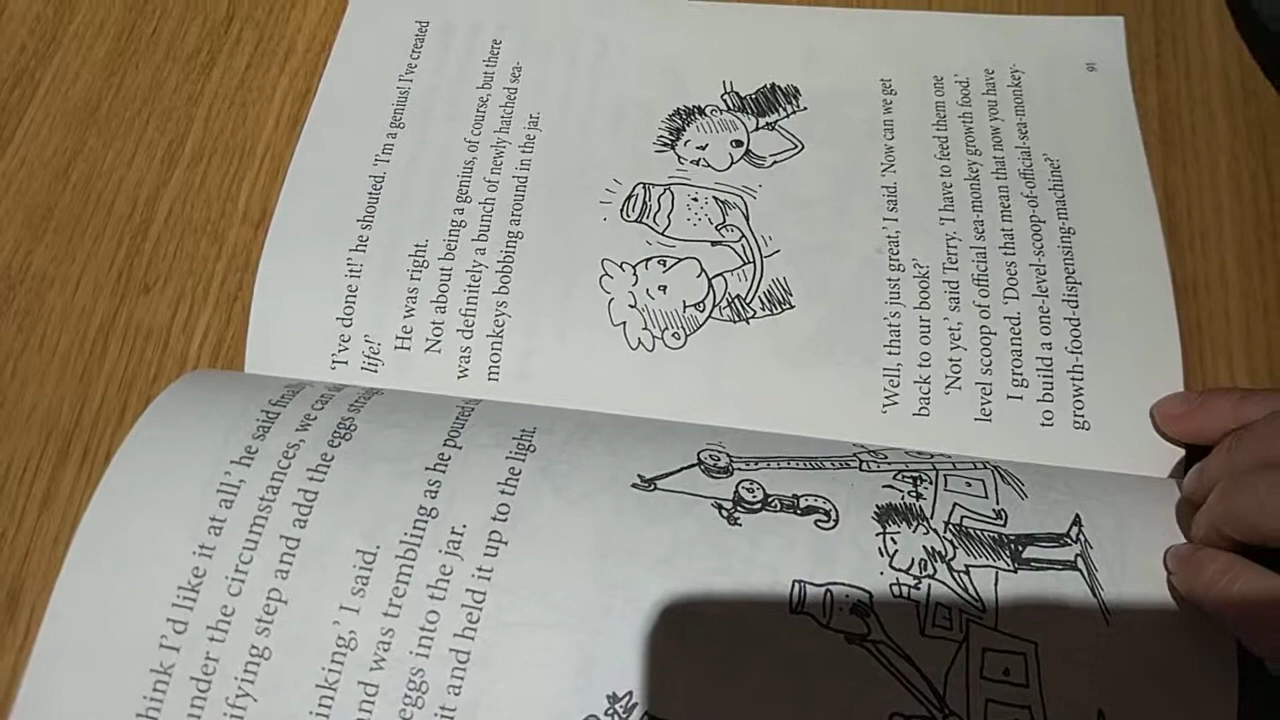 hink I'd like it at all,' he said
under the circumstances, we can
ifying step and add the eggs
inking,' I said.
and was trembling as he poured
eggs into the jar.
it and held it up to the light.
'I've done it!' he shouted. 'I'm a genius! I've created
life!'
He was right.
Not about being a genius, of course, but there
was definitely a bunch of newly hatched sea-
monkeys bobbing around in the jar.
'Well, that's just great,' I said. 'Now can we get
back to our book?'
'Not yet,' said Terry. 'I have to feed them one
level scoop of official sea-monkey growth food.'
I groaned. 'Does that mean that now you have
to build a one-level-scoop-of-official-sea-monkey-
growth-food-dispensing-machine?'
91